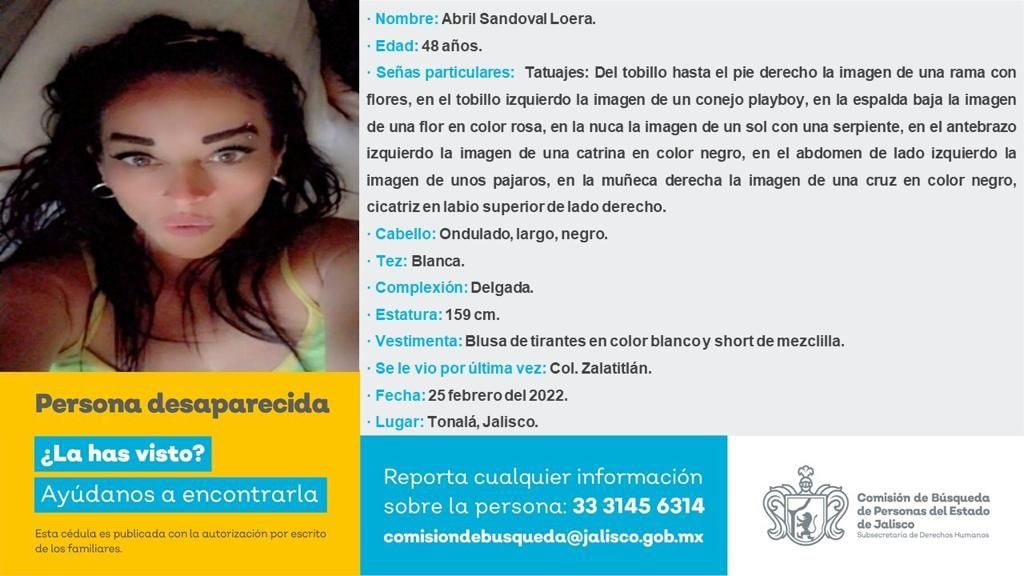 · Nombre: Abril Sandoval Loera.
· Edad: 48 años.
· Señas particulares: Tatuajes: Del tobillo hasta el pie derecho la imagen de una rama con
flores, en el tobillo izquierdo la imagen de un conejo playboy, en la espalda baja la imagen
de una flor en color rosa, en la nuca la imagen de un sol con una serpiente, en el antebrazo
izquierdo la imagen de una catrina en color negro, en el abdomen de lado izquierdo la
imagen de unos pajaros, en la muñeca derecha la imagen de una cruz en color negro,
cicatriz en labio superior de lado derecho.
· Cabello: Ondulado, largo, negro.
· Tez: Blanca.
· Complexión: Delgada.
· Estatura: 159 cm.
· Vestimenta: Blusa de tirantes en color blanco y short de mezclilla.
· Se le vio por última vez: Col. Zalatitlán.
· Fecha: 25 febrero del 2022.
· Lugar: Tonalá, Jalisco.
Persona desaparecida
¿La has visto?
Ayúdanos a encontrarla
Esta cédula es publicada con la autorización por escrito
de los familiares.
Reporta cualquier información
sobre la persona: 33 3145 6314
comisiondebusqueda@jalisco.gob.mx
Comisión de Búsqueda
de Personas del Estado
de Jalisco
Subsecretaría de Derechos Humanos